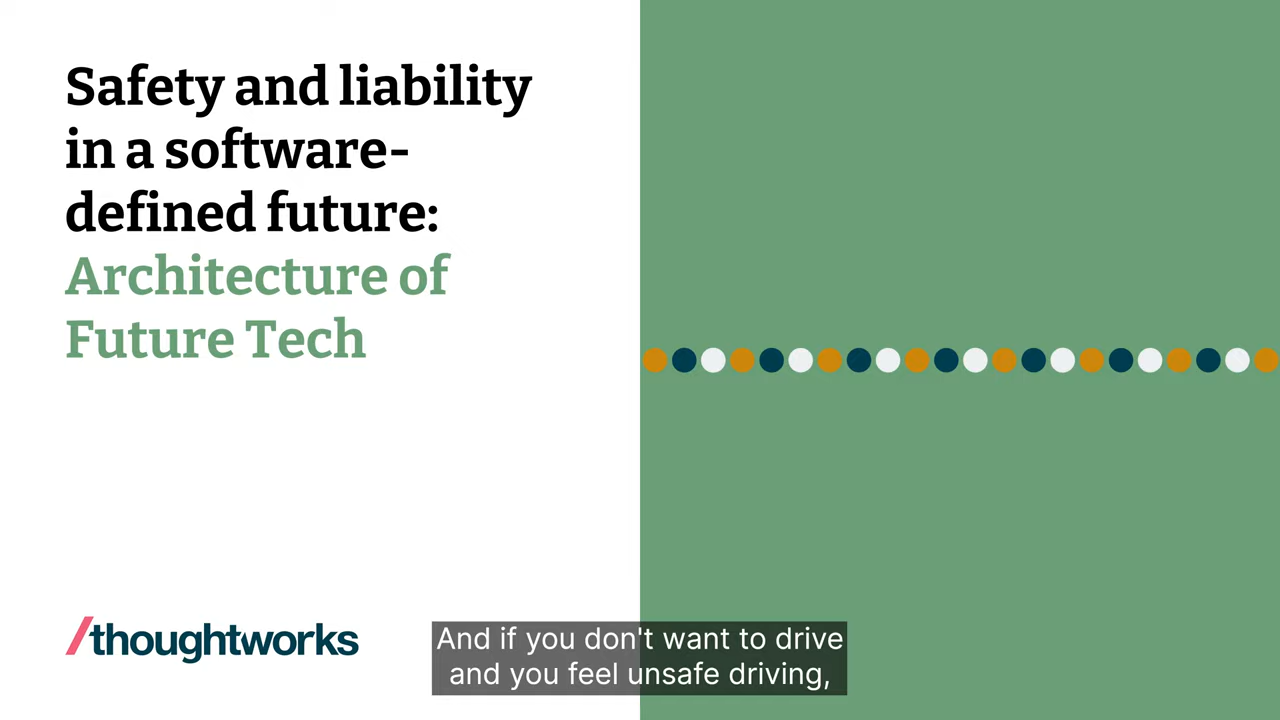 Safety and liability
in a software-
defined future:
Architecture of
Future Tech
/thoughtworks
And if you don't want to drive
and you feel unsafe driving,